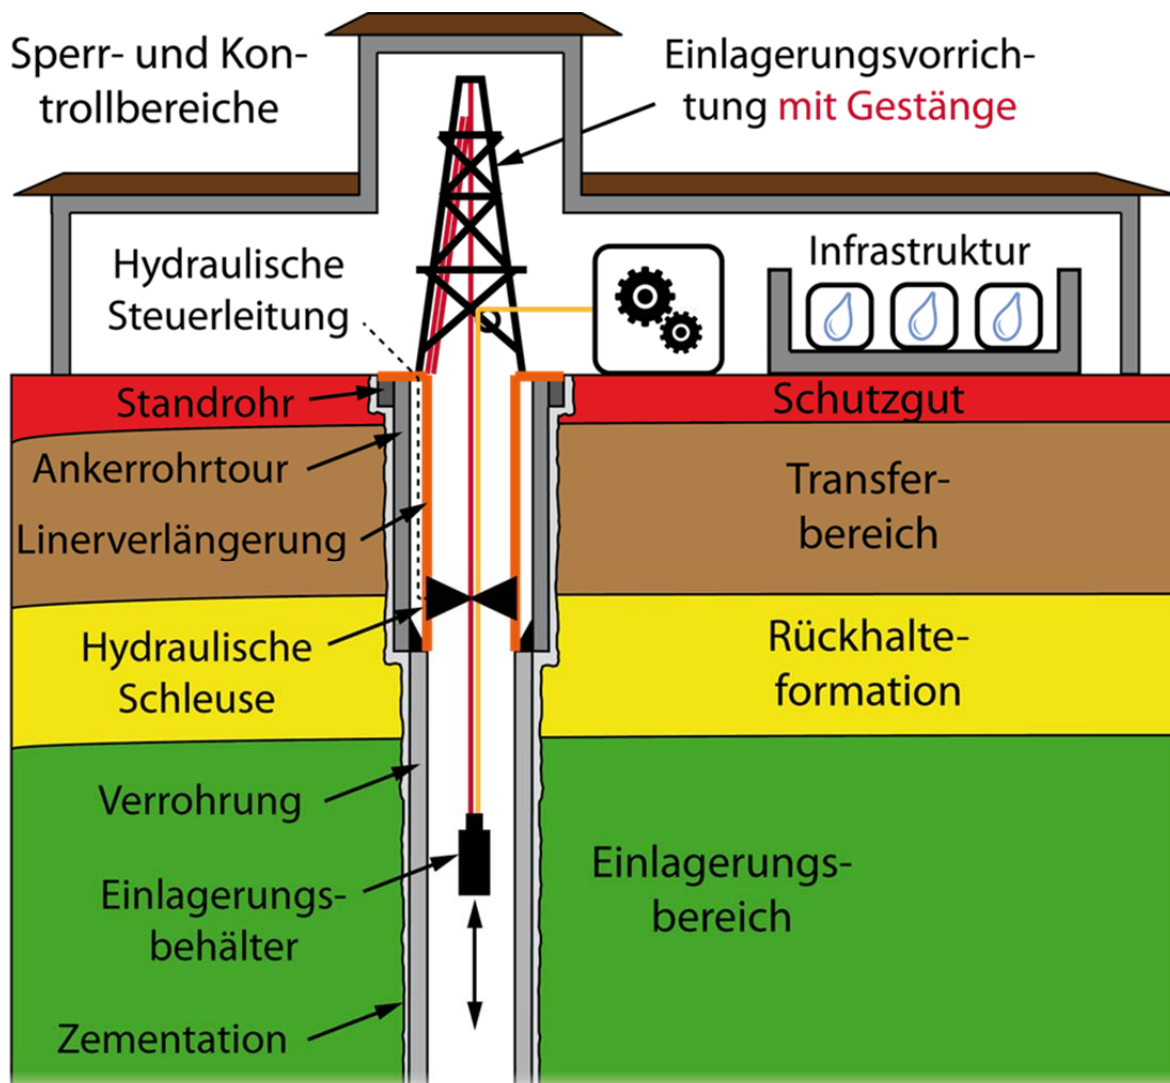 Sperr- und Kon-
trollbereiche
Einlagerungsvorrich-
tung mit Gestänge
Hydraulische
Steuerleitung
Infrastruktur
Standrohr
Schutzgut
Ankerrohrtour
Transfer-
bereich
Linerverlängerung
Hydraulische
Schleuse
Rückhalte-
formation
Verrohrung
Einlagerungs-
behälter
Einlagerungs-
bereich
Zementation